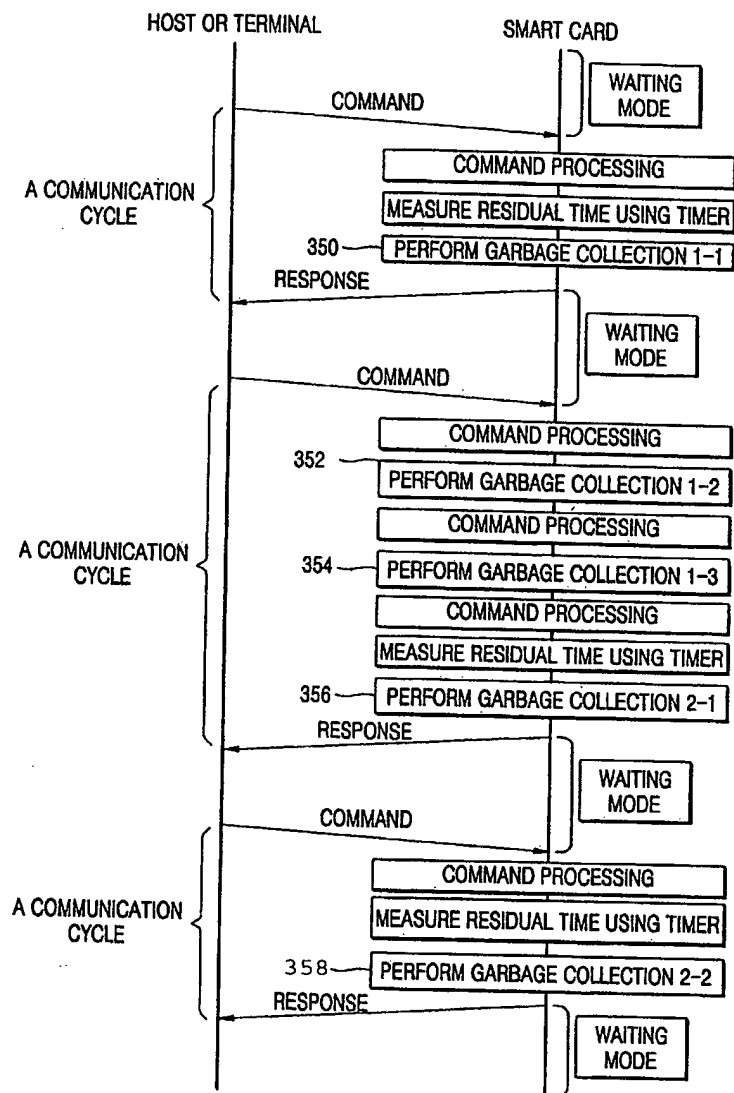 HOST OR TERMINAL
SMART CARD
WAITING
MODE
COMMAND
A COMMUNICATION
CYCLE
COMMAND PROCESSING
MEASURE RESIDUAL TIME USING TIMER
350
PERFORM GARBAGE COLLECTION 1-1
RESPONSE
WAITING
MODE
COMMAND
A COMMUNICATION
CYCLE
COMMAND PROCESSING
352
PERFORM GARBAGE COLLECTION 1-2
COMMAND PROCESSING
354
PERFORM GARBAGE COLLECTION 1-3
COMMAND PROCESSING
MEASURE RESIDUAL TIME USING TIMER
356
PERFORM GARBAGE COLLECTION 2-1
RESPONSE
WAITING
MODE
COMMAND
A COMMUNICATION
CYCLE
COMMAND PROCESSING
MEASURE RESIDUAL TIME USING TIMER
358
PERFORM GARBAGE COLLECTION 2-2
RESPONSE
WAITING
MODE